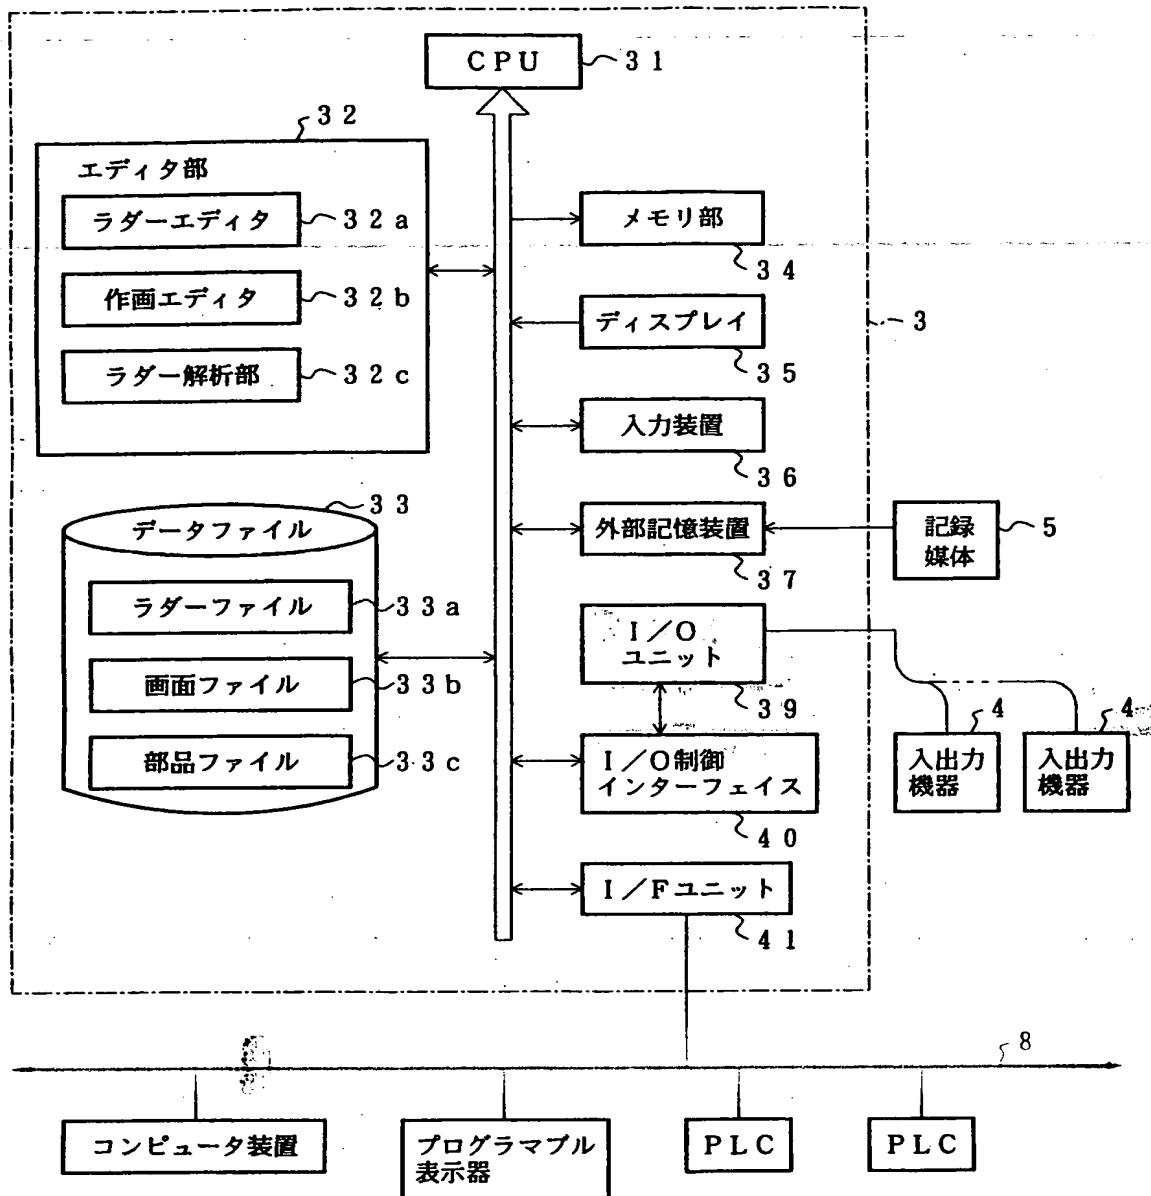 ＣＰＵ
３１
３２
エディタ部
ラダーエディタ
３２ａ
作画エディタ
３２ｂ
ラダー解析部
３２ｃ
メモリ部
３４
ディスプレイ
３５
３
入力装置
３６
外部記憶装置
３７
記録
媒体
５
３３
データファイル
ラダーファイル
３３ａ
画面ファイル
３３ｂ
部品ファイル
３３ｃ
Ｉ／Ｏ
ユニット
３９
Ｉ／Ｏ制御
インターフェイス
４０
４
入出力
機器
４
入出力
機器
Ｉ／Ｆユニット
４１
８
コンピュータ装置
プログラマブル
表示器
ＰＬＣ
ＰＬＣ